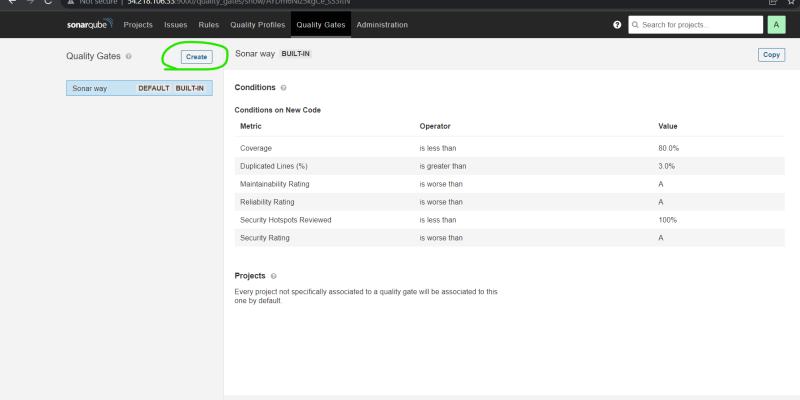 Not secure | 54.218.106.33:9000/quality_gates/show/
sonarqube Projects Issues Rules Quality Profiles Quality Gates Administration ? Search for projects... A
Quality Gates ? Create
Sonar way BUILT-IN Copy
Sonar way DEFAULT BUILT-IN
Conditions ?
Conditions on New Code
Metric Operator Value
Coverage is less than 80.0%
Duplicated Lines (%) is greater than 3.0%
Maintainability Rating is worse than A
Reliability Rating is worse than A
Security Hotspots Reviewed is less than 100%
Security Rating is worse than A
Projects ?
Every project not specifically associated to a quality gate will be associated to this
one by default.